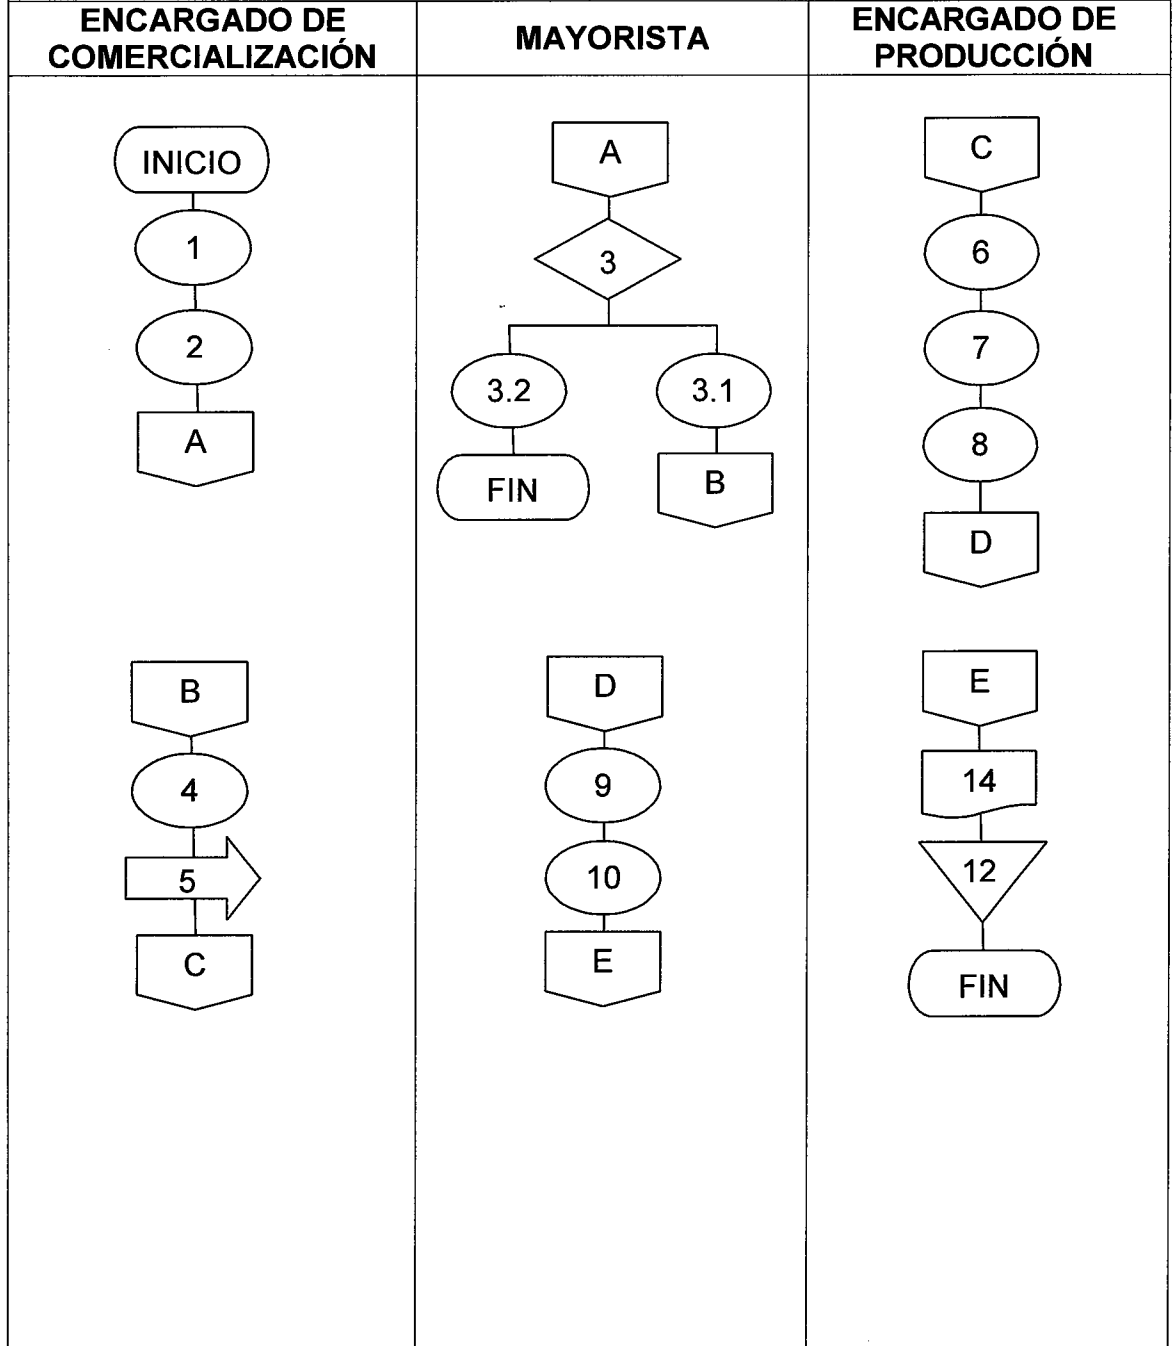 ENCARGADO DE
COMERCIALIZACIÓN
MAYORISTA
ENCARGADO DE
PRODUCCIÓN
INICIO
1
2
A
A
3
3.2
3.1
FIN
B
C
6
7
8
D
B
4
5
C
D
9
10
E
E
14
12
FIN